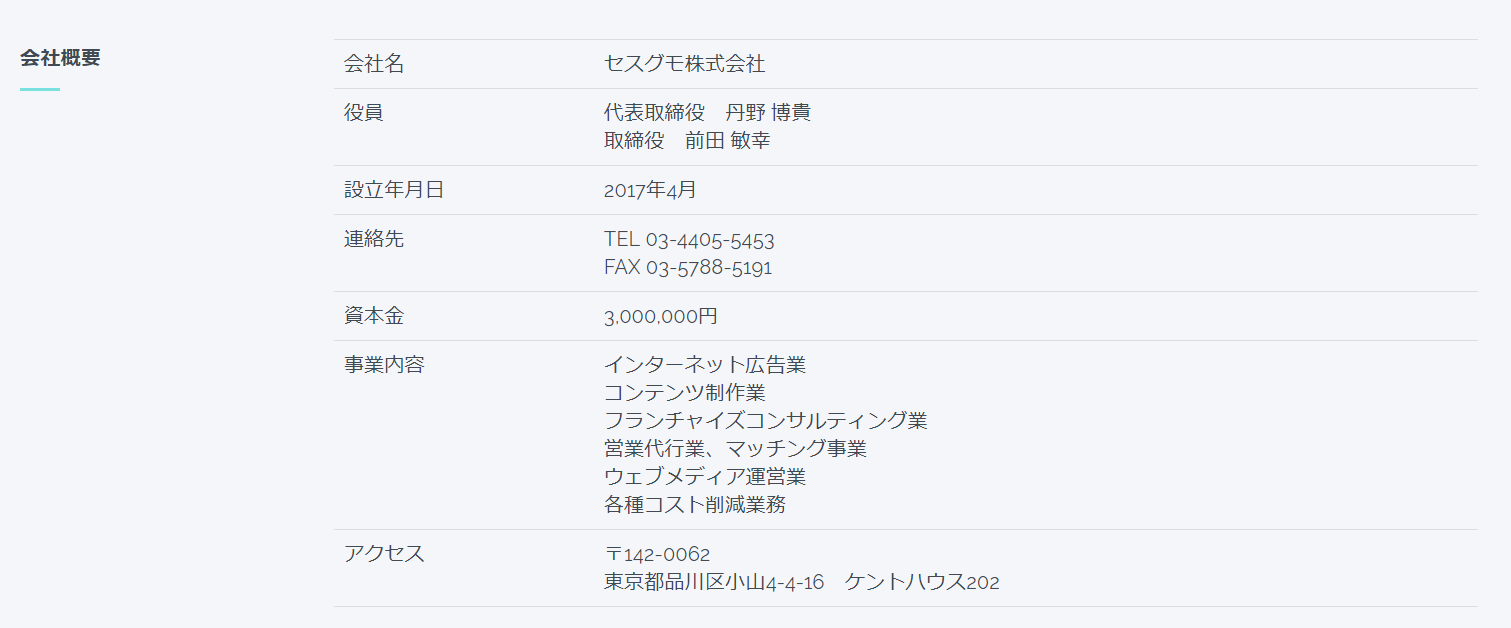 会社概要
会社名 セスグモ株式会社
役員 代表取締役　丹野 博貴
取締役　前田 敏幸
設立年月日 2017年4月
連絡先 TEL 03-4405-5453
FAX 03-5788-5191
資本金 3,000,000円
事業内容 インターネット広告業
コンテンツ制作業
フランチャイズコンサルティング業
営業代行業、マッチング事業
ウェブメディア運営業
各種コスト削減業務
アクセス 〒142-0062
東京都品川区小山4-4-16　ケントハウス202